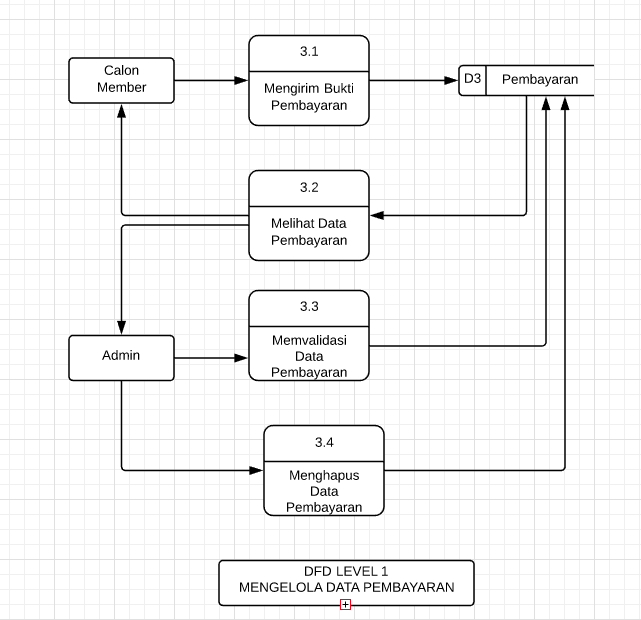 3.1
Calon
Member
Mengirim Bukti
Pembayaran
D3
Pembayaran
3.2
Melihat Data
Pembayaran
3.3
Memvalidasi
Data
Pembayaran
Admin
3.4
Menghapus
Data
Pembayaran
DFD LEVEL 1
MENGELOLA DATA PEMBAYARAN